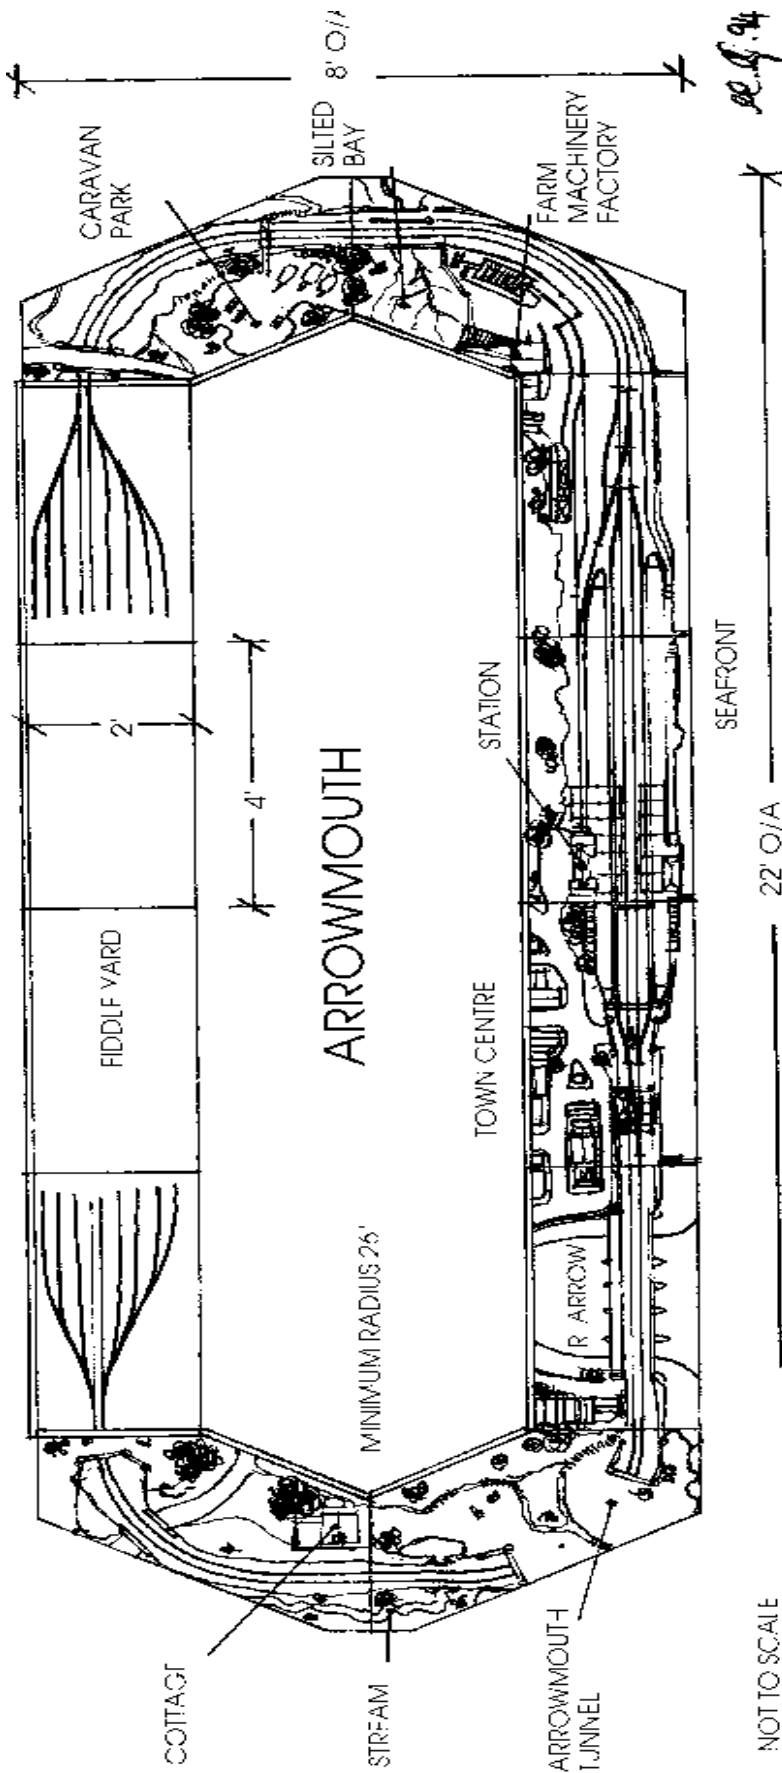 8' O/A
CARAVAN
PARK
SILTED
BAY
FARM
MACHINERY
FACTORY
2'
4'
FIDDLE YARD
ARROWMOUTH
STATION
SEAFRONT
22' O/A
TOWN CENTRE
MINIMUM RADIUS 26"
R ARROW
COTTAGE
STREAM
ARROWMOUTH
TUNNEL
NOT TO SCALE